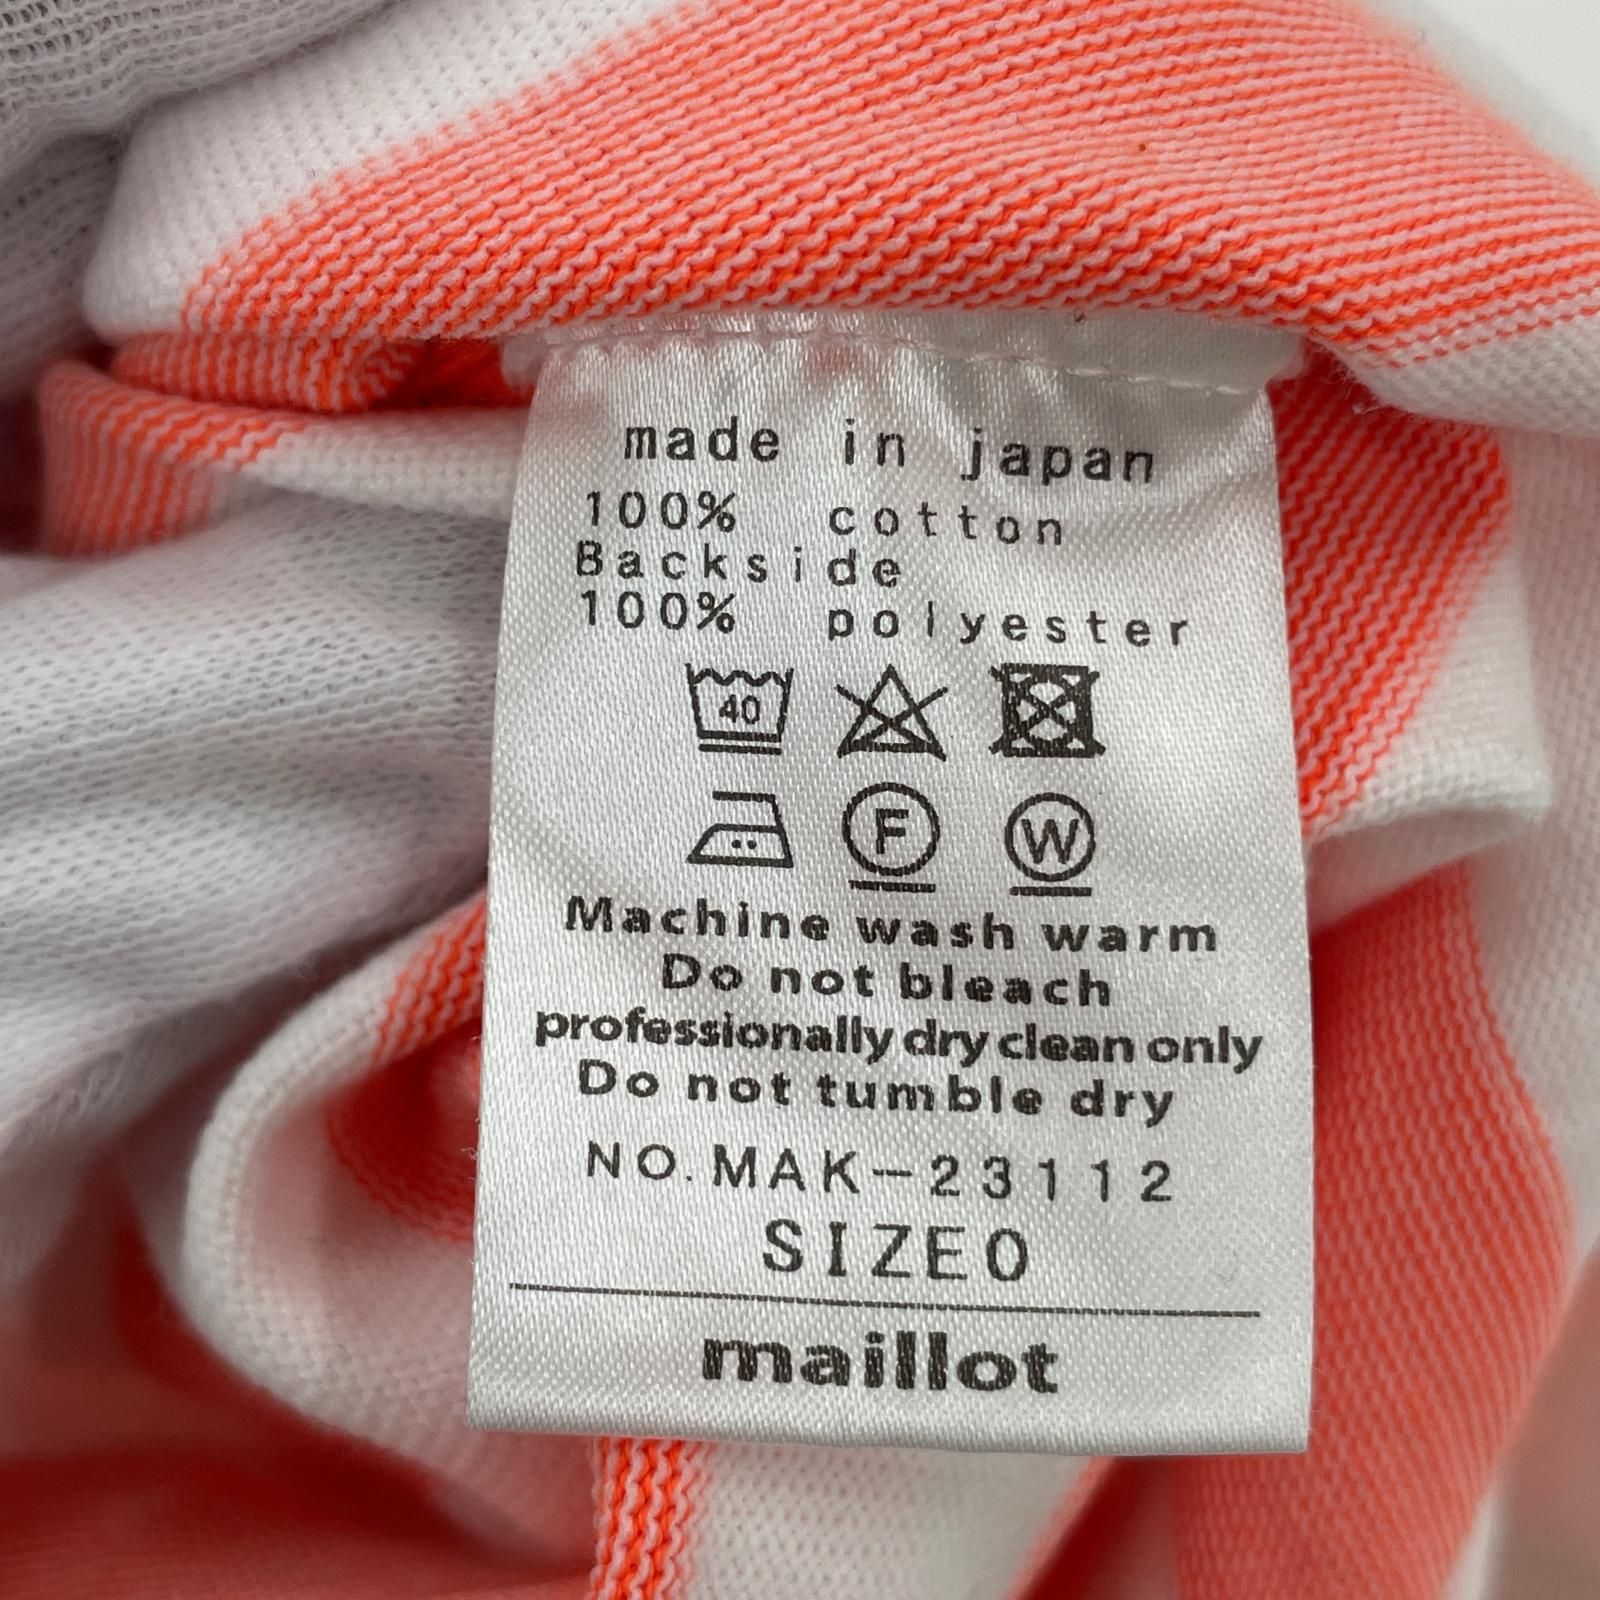 made in japan
100% cotton
Backside
100% polyester
40
F W
Machine wash warm
Do not bleach
professionally dry clean only
Do not tumble dry
NO.MAK-23112
SIZE0
maillot